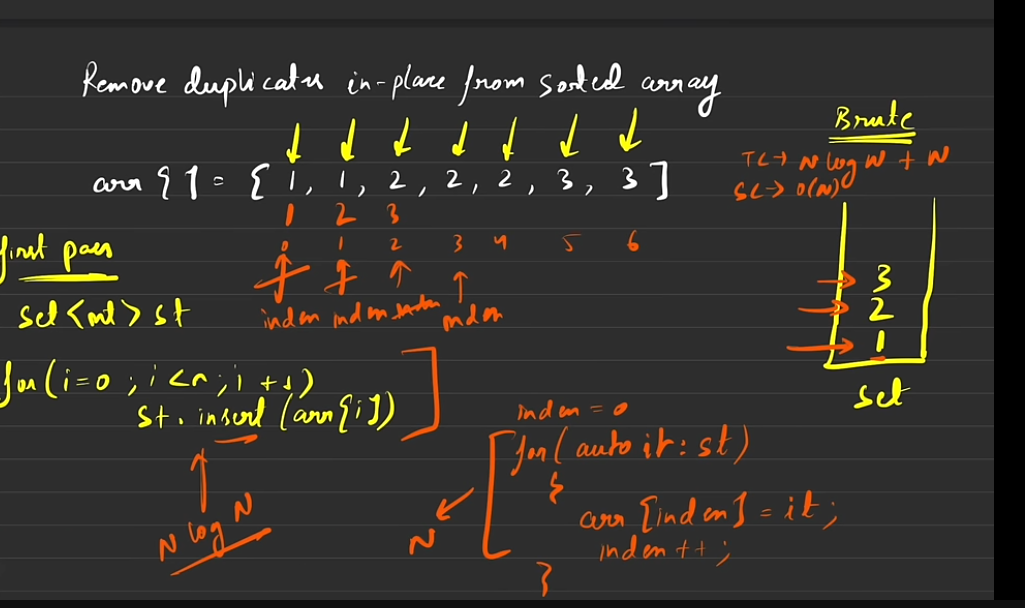 Remove duplicates in-place from sorted array
Brute
TC → N log N + N
SC → O(N)
arr [] = { 1, 1, 2, 2, 2, 3, 3 ]
1 2 3
0 1 2 3 4 5 6
first pass
index index index index
set <int> st
3
2
1
set
for (i=0 ; i<n ; i++)
st. insert (arr[i])
N log N
index = 0
for( auto it : st)
{
arr [index] = it ;
index ++ ;
}
N